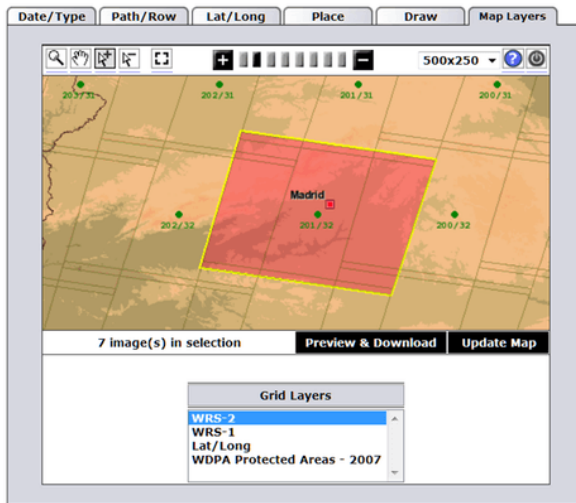 Date/Type Path/Row Lat/Long Place Draw Map Layers
500x250
203/31 202/31 201/31 200/31
Madrid
202/32 201/32 200/32
7 image(s) in selection Preview & Download Update Map
Grid Layers
WRS-2
WRS-1
Lat/Long
WDPA Protected Areas - 2007